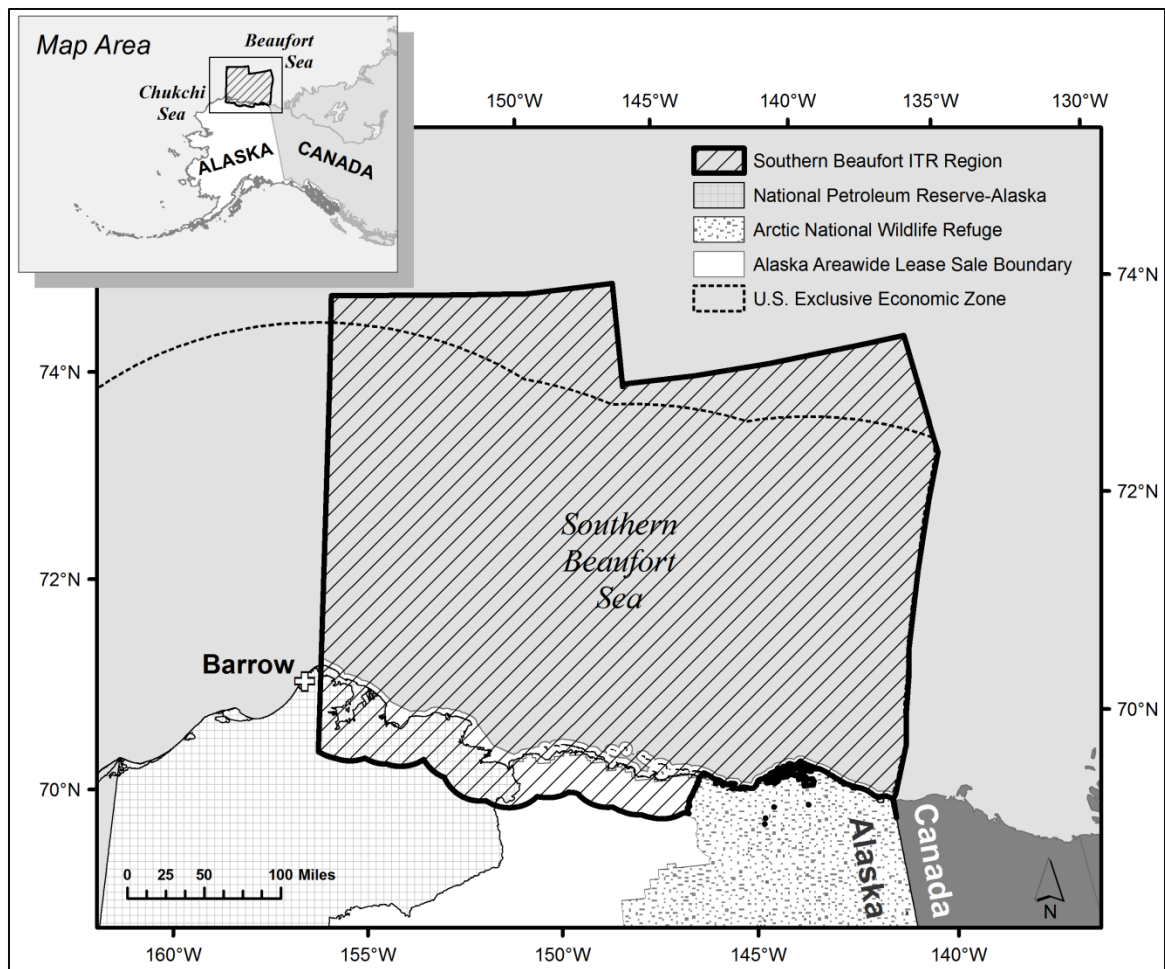 Map Area
Beaufort
Sea
Chukchi
Sea
ALASKA
CANADA
150°W
145°W
140°W
135°W
130°W
Southern Beaufort ITR Region
National Petroleum Reserve-Alaska
Arctic National Wildlife Refuge
Alaska Areawide Lease Sale Boundary
U.S. Exclusive Economic Zone
74°N
74°N
72°N
Southern
Beaufort
Sea
72°N
Barrow
70°N
70°N
Alaska
Canada
0 25 50 100 Miles
N
160°W
155°W
150°W
145°W
140°W